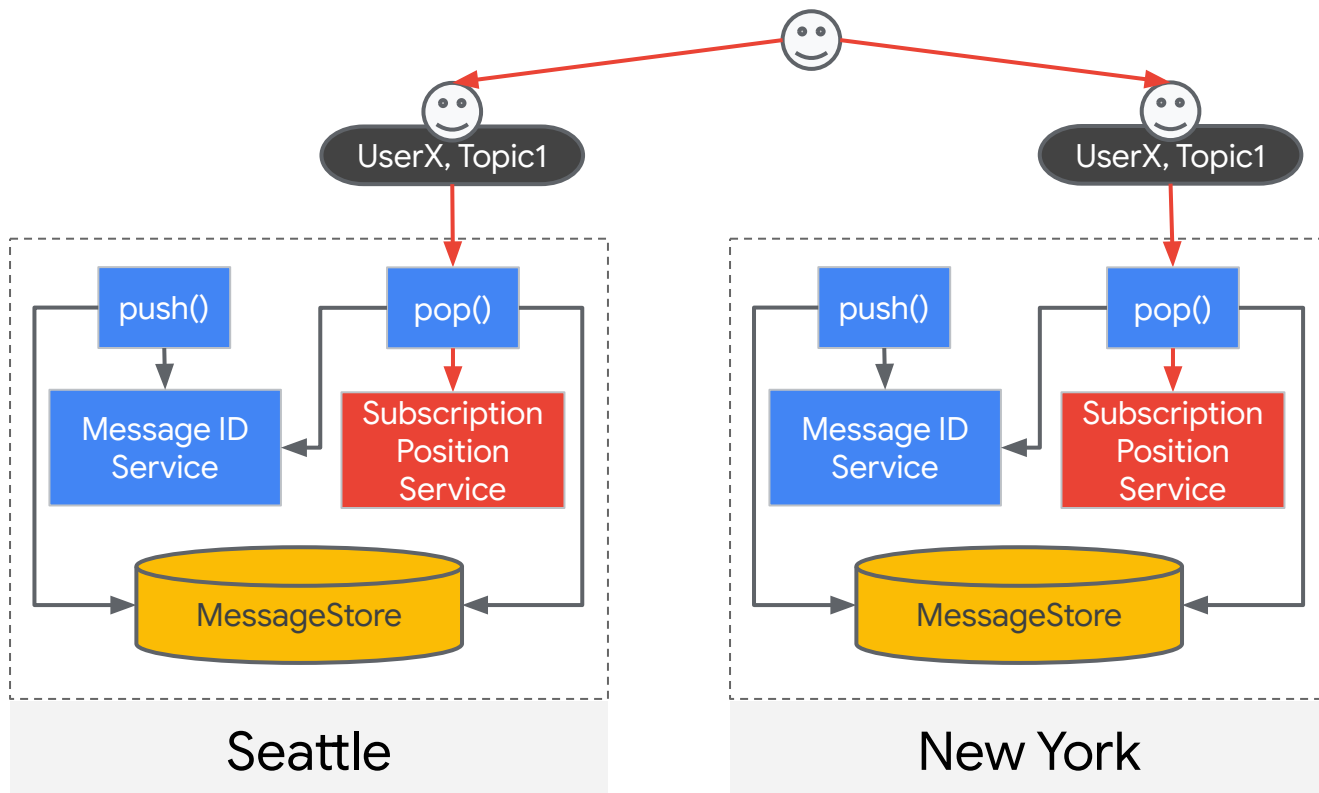 UserX, Topic1
UserX, Topic1
push()
pop()
Message ID
Service
Subscription
Position
Service
MessageStore
Seattle
push()
pop()
Message ID
Service
Subscription
Position
Service
MessageStore
New York